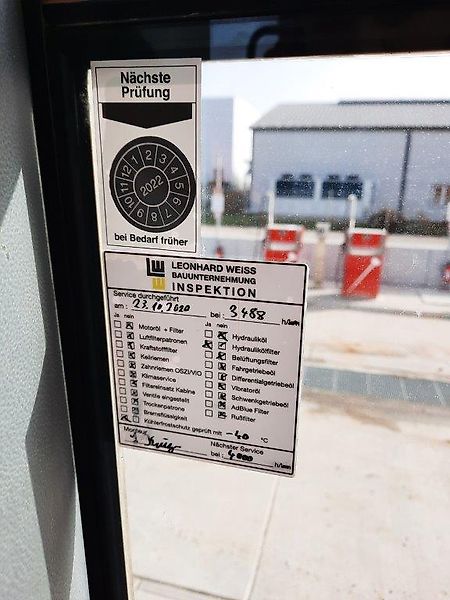 Nächste
Prüfung
12 1 2 3 4 5 6 7 8 9 10 11
2022
bei Bedarf früher
LEONHARD WEISS
BAUUNTERNEHMUNG
INSPEKTION
Service durchgeführt
am: 23.10.2020 bei: 3488 h/km
Ja nein Ja nein
Motoröl + Filter Hydrauliköl
Luftfilterpatronen Hydraulikölfilter
Kraftstofffilter Belüftungsfilter
Keilriemen Fahrgetriebeöl
Zahnriemen OSZI/VIO Differentialgetriebeöl
Klimaservice Vibratoröl
Filtereinsatz Kabine Schwenkgetriebeöl
Ventile eingestellt AdBlue Filter
Trockenpatrone Rußfilter
Bremsflüssigkeit
Kühlerfrostschutz geprüft mit -40 °C
Monteur Nächster Service
bei: 4000 h/km